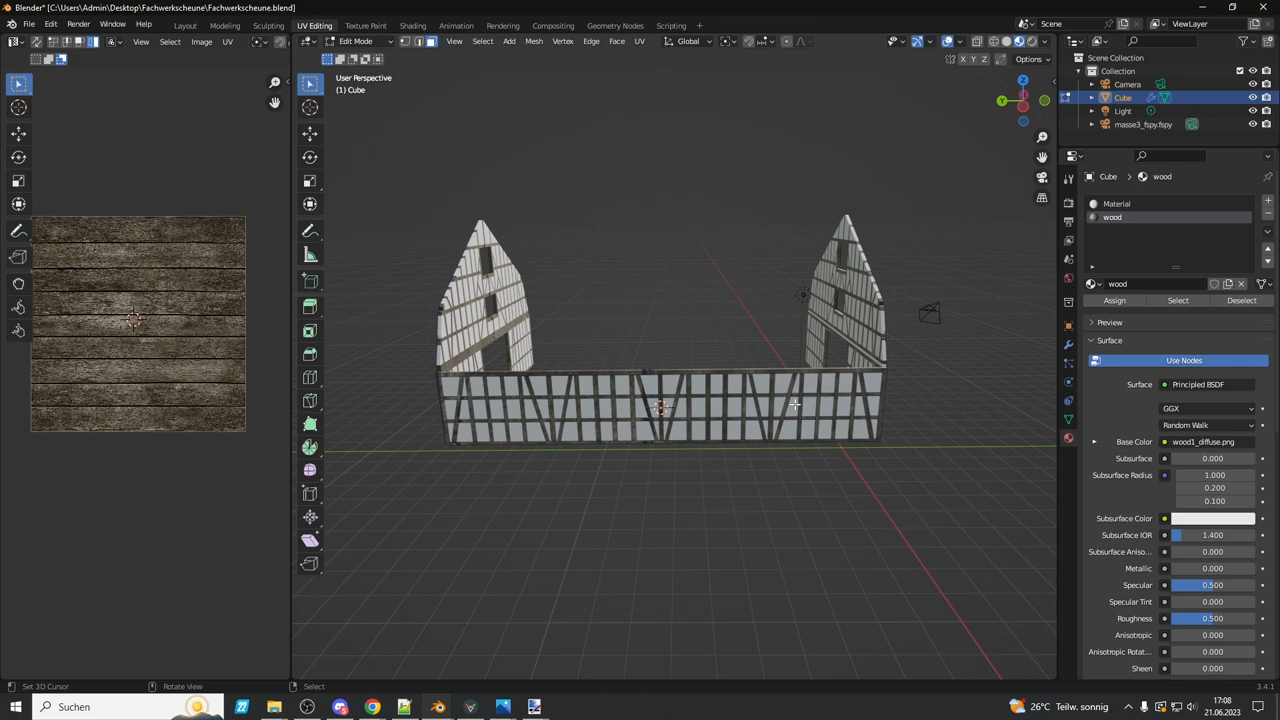 Blender* [C:\Users\Admin\Desktop\Fachwerkscheune\Fachwerkscheune.blend]
File Edit Render Window Help Layout Modeling Sculpting UV Editing Texture Paint Shading Animation Rendering Compositing Geometry Nodes Scripting Scene ViewLayer
View Select Image UV Edit Mode View Select Add Mesh Vertex Edge Face UV Global
X Y Z Options
Scene Collection
Collection
Camera
Cube
Light
masse3_fspy.fspy
User Perspective
(1) Cube
Z
Y
Cube wood
Material
wood
wood
Assign Select Deselect
Preview
Surface
Use Nodes
Surface Principled BSDF
GGX
Random Walk
Base Color wood1_diffuse.png
Subsurface 0.000
Subsurface Radius 1.000
0.200
0.100
Subsurface Color
Subsurface IOR 1.400
Subsurface Aniso... 0.000
Metallic 0.000
Specular 0.500
Specular Tint 0.000
Roughness 0.500
Anisotropic 0.000
Anisotropic Rotat... 0.000
Sheen 0.000
Set 3D Cursor Rotate View Select 3.4.1
Suchen 26°C Teilw. sonnig 17:08
21.06.2023